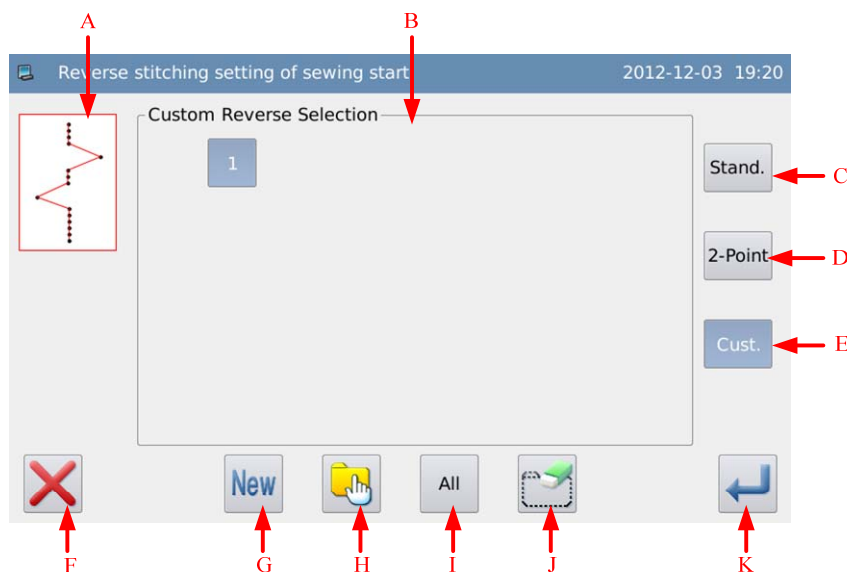 A
B
Reverse stitching setting of sewing start
2012-12-03 19:20
Custom Reverse Selection
1
Stand.
C
2-Point
D
Cust.
E
New
All
F
G
H
I
J
K